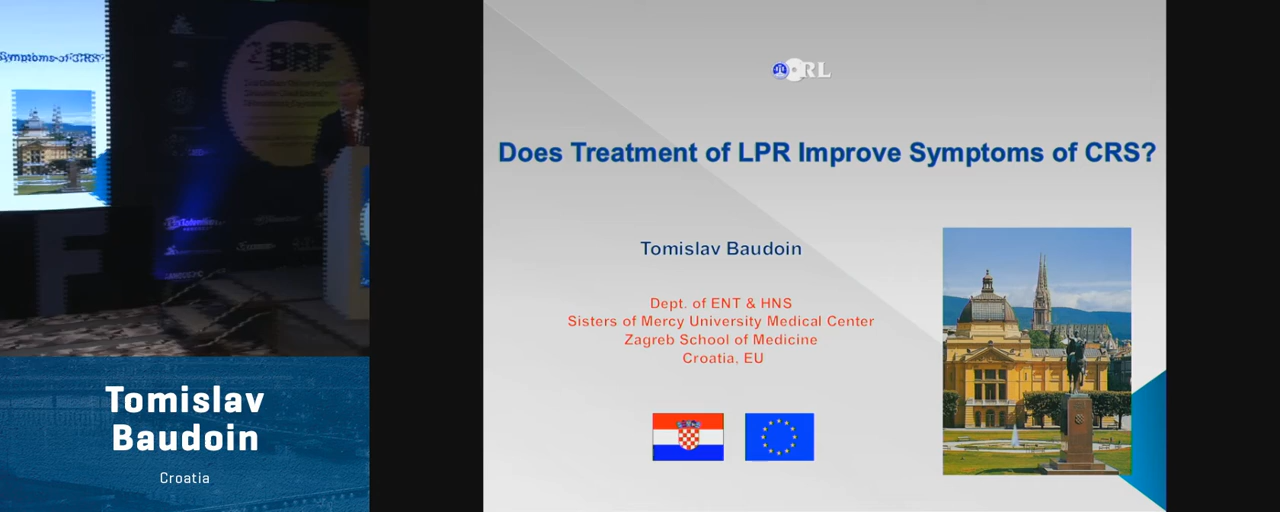 Symptoms of CRS?
BRF
Tomislav
Baudoin
Croatia
ORL
Does Treatment of LPR Improve Symptoms of CRS?
Tomislav Baudoin
Dept. of ENT & HNS
Sisters of Mercy University Medical Center
Zagreb School of Medicine
Croatia, EU